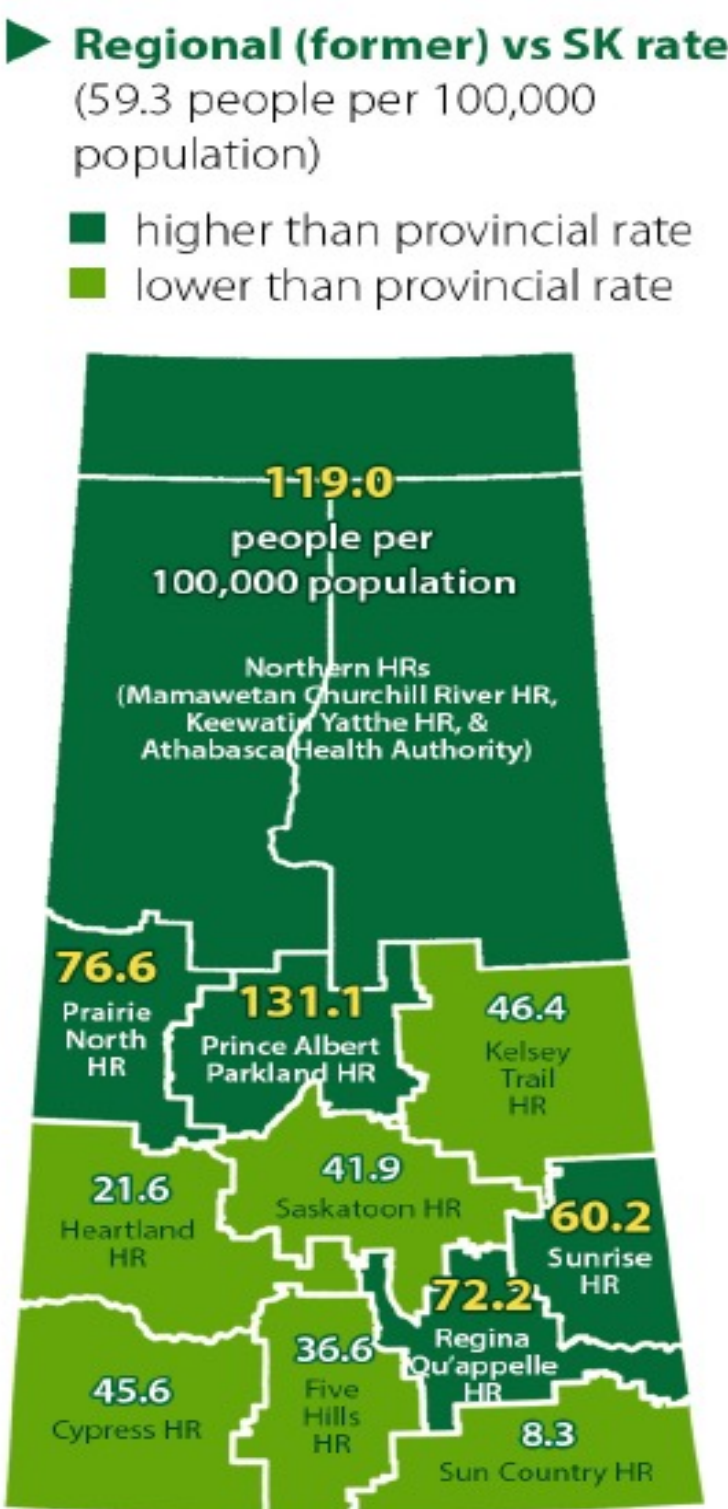 Regional (former) vs SK rate
(59.3 people per 100,000
population)
higher than provincial rate
lower than provincial rate
119.0
people per
100,000 population
Northern HRs
(Mamawetan Churchill River HR,
Keewatin Yatthe HR, &
Athabasca Health Authority)
76.6
Prairie
North
HR
131.1
Prince Albert
Parkland HR
46.4
Kelsey
Trail
HR
21.6
Heartland
HR
41.9
Saskatoon HR
60.2
Sunrise
HR
72.2
Regina
Qu'appelle
HR
45.6
Cypress HR
36.6
Five
Hills
HR
8.3
Sun Country HR